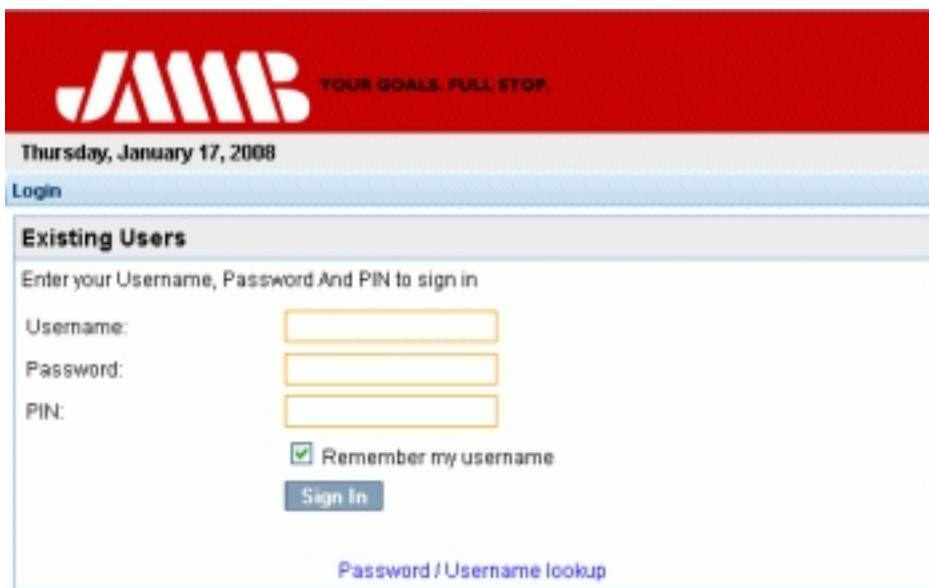 JMMB YOUR GOALS. FULL STOP.
Thursday, January 17, 2008
Login
Existing Users
Enter your Username, Password And PIN to sign in
Username:
Password:
PIN:
Remember my username
Sign In
Password / Username lookup